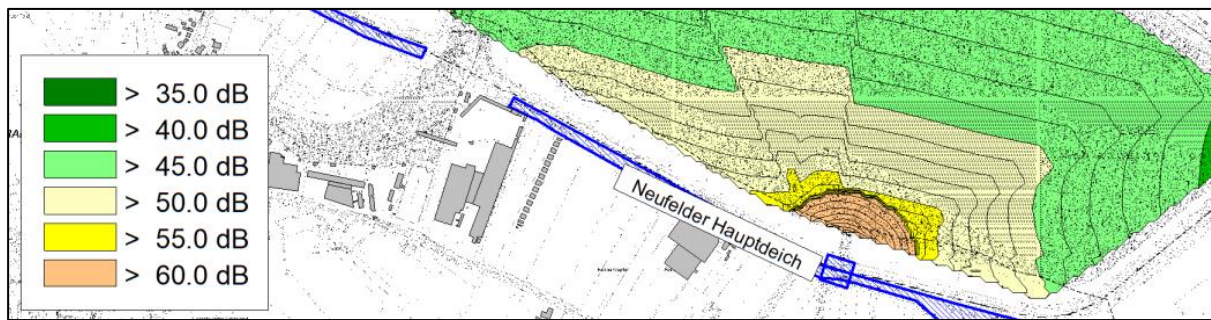 > 35.0 dB
> 40.0 dB
> 45.0 dB
> 50.0 dB
> 55.0 dB
> 60.0 dB
Neufelder Hauptdeich